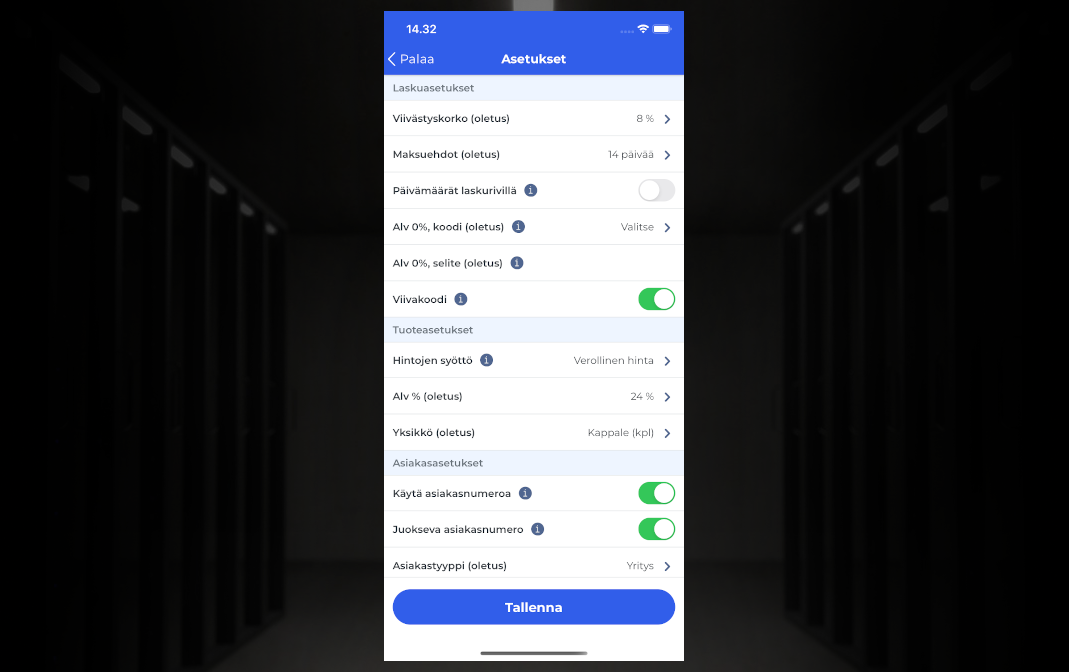 14.32
Palaa
Asetukset
Laskuasetukset
Viivästyskorko (oletus) 8 %
Maksuehdot (oletus) 14 päivää
Päivämäärät laskurivillä i
Alv 0%, koodi (oletus) i Valitse
Alv 0%, selite (oletus) i
Viivakoodi i
Tuoteasetukset
Hintojen syöttö i Verollinen hinta
Alv % (oletus) 24 %
Yksikkö (oletus) Kappale (kpl)
Asiakasasetukset
Käytä asiakasnumeroa i
Juokseva asiakasnumero i
Asiakastyyppi (oletus) Yritys
Tallenna